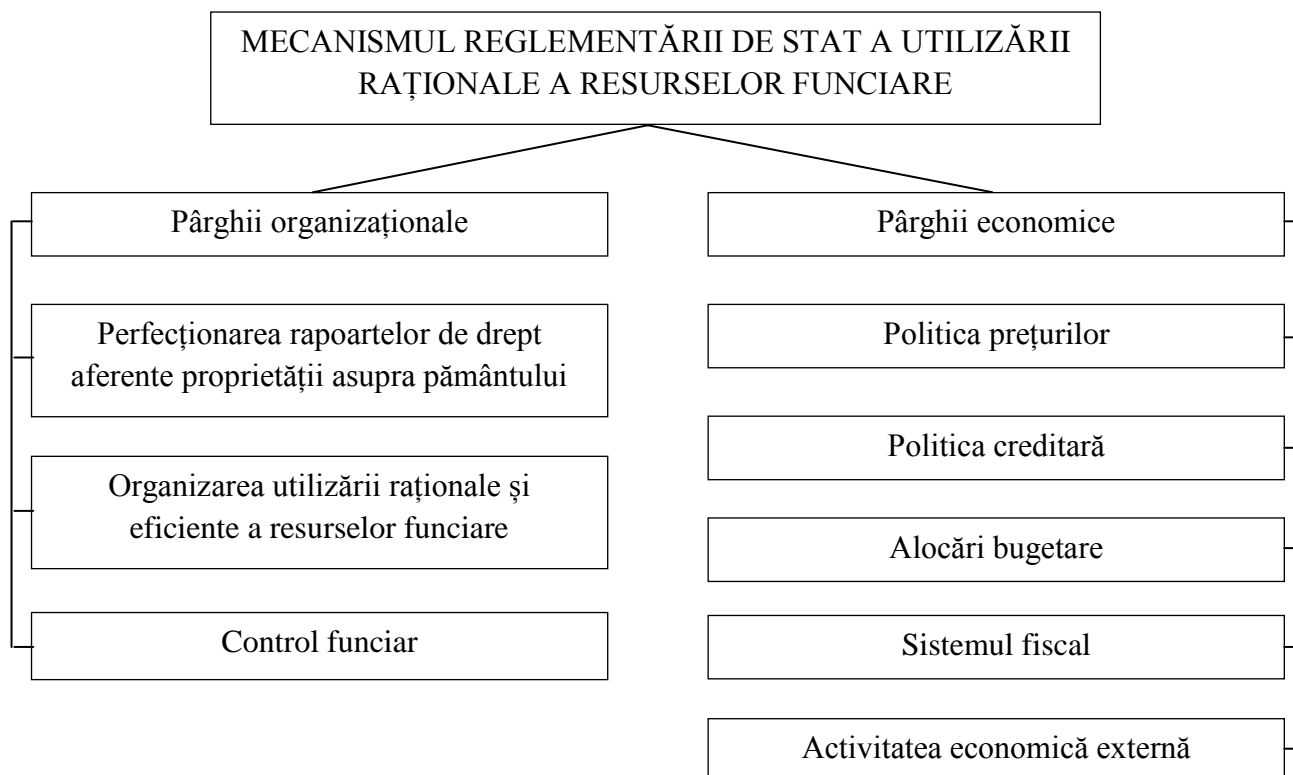 MECANISMUL REGLEMENTĂRII DE STAT A UTILIZĂRII
RAȚIONALE A RESURSELOR FUNCIARE
Pârghii organizaționale
Perfecționarea rapoartelor de drept
aferente proprietății asupra pământului
Organizarea utilizării raționale și
eficiente a resurselor funciare
Control funciar
Pârghii economice
Politica prețurilor
Politica creditară
Alocări bugetare
Sistemul fiscal
Activitatea economică externă